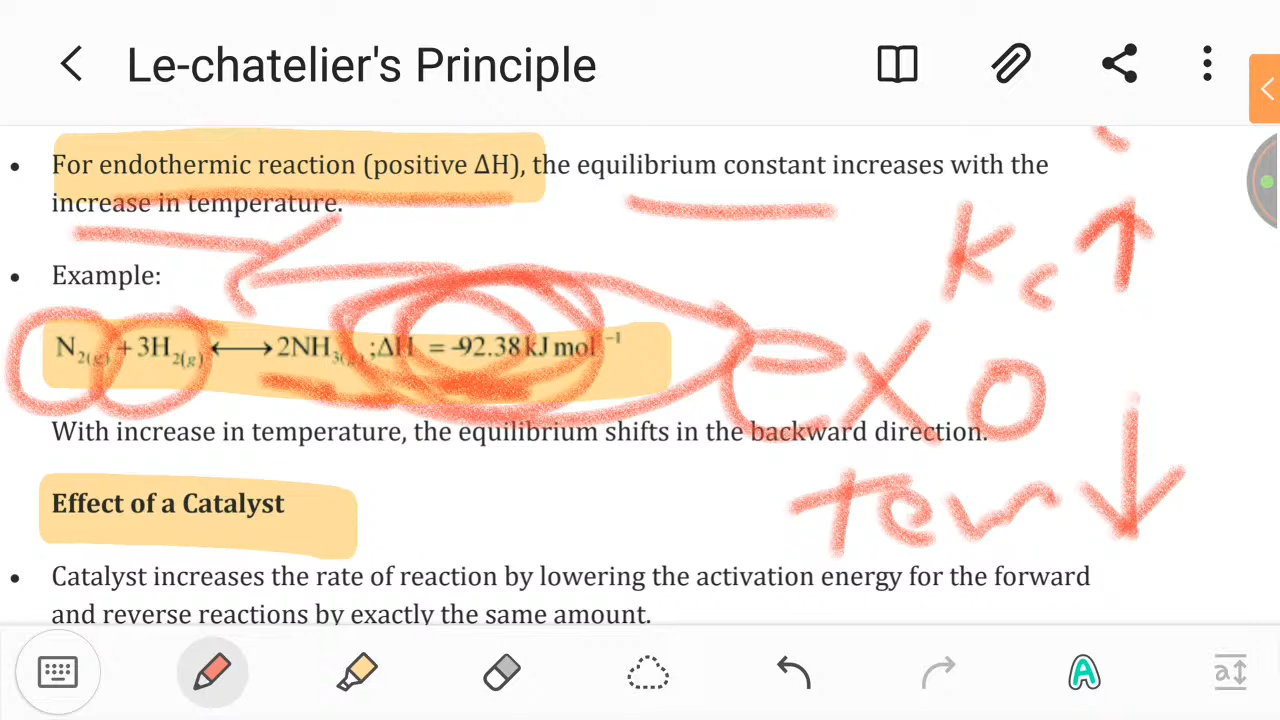 Le-chatelier's Principle
• For endothermic reaction (positive ΔH), the equilibrium constant increases with the
increase in temperature.
Kc ↑
• Example:
N2(g) + 3H2(g) ⟷ 2NH3(g) ;ΔH = -92.38 kJ mol⁻¹
exo
With increase in temperature, the equilibrium shifts in the backward direction.
tem ↓
Effect of a Catalyst
• Catalyst increases the rate of reaction by lowering the activation energy for the forward
and reverse reactions by exactly the same amount.
A
a